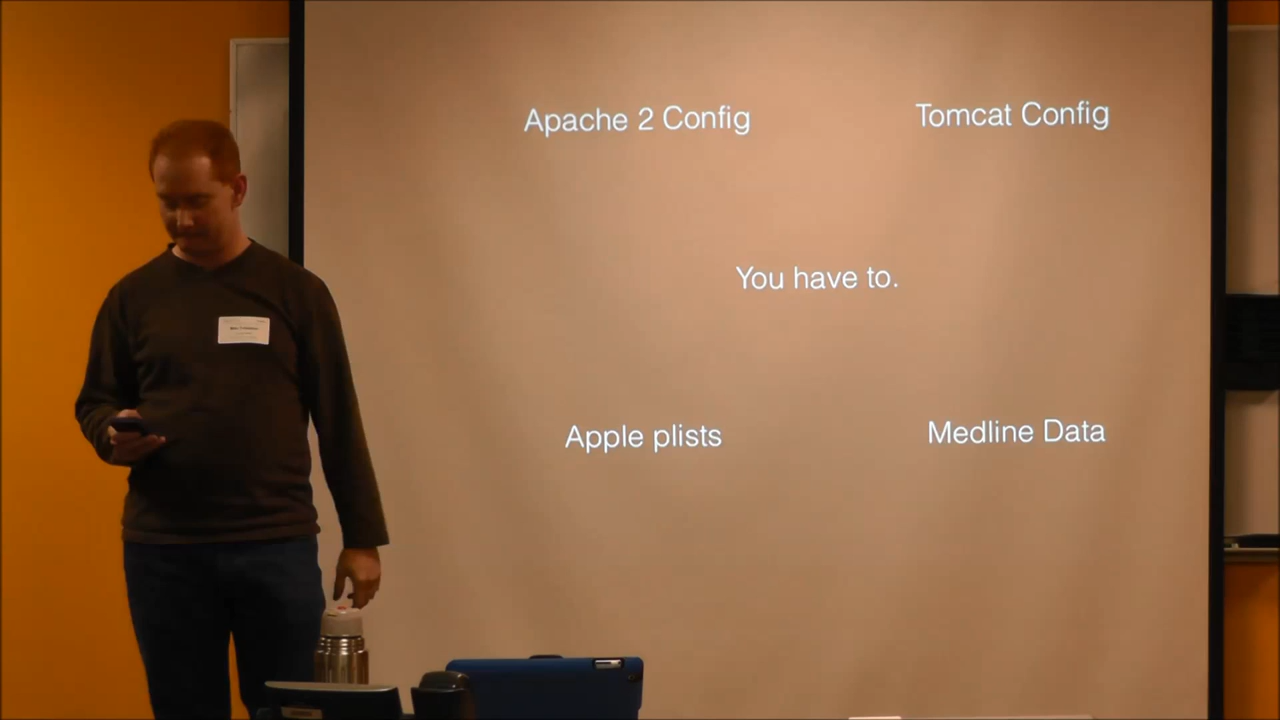 Apache 2 Config
Tomcat Config
You have to.
Apple plists
Medline Data